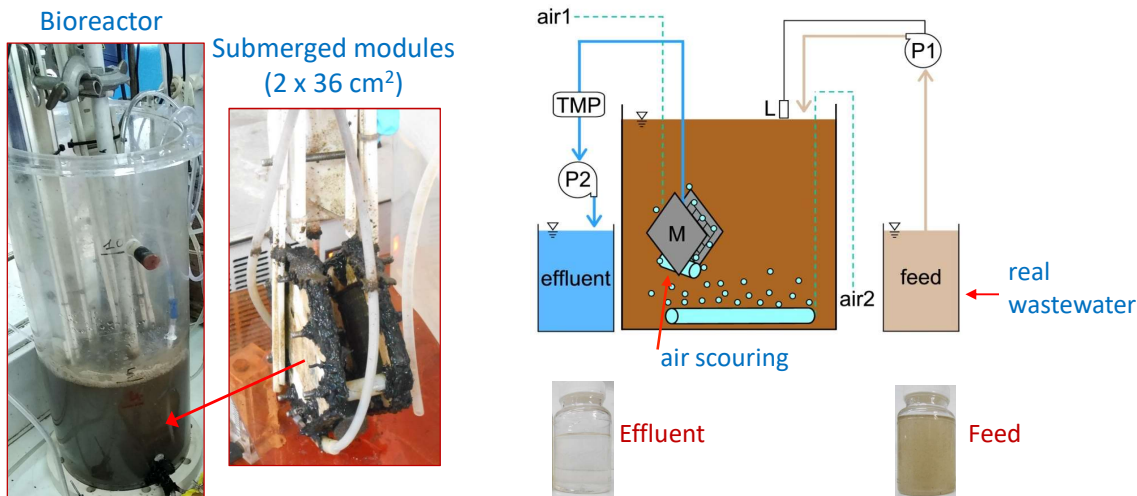 Bioreactor
Submerged modules
(2 x 36 cm²)
air1
TMP
P2
effluent
M
L
P1
air2
feed
real
wastewater
air scouring
Effluent
Feed
5